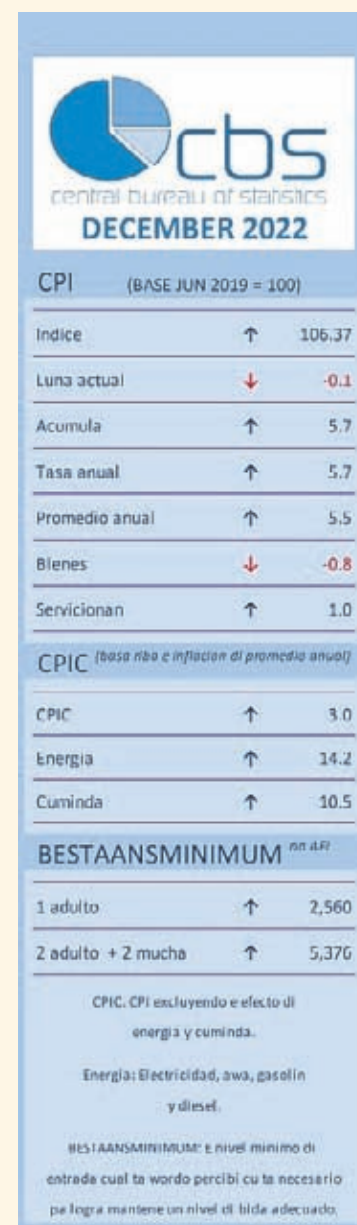 cbs
central bureau of statistics
DECEMBER 2022
CPI (BASE JUN 2019 = 100)
Indice ↑ 106.37
Luna actual ↓ -0.1
Acumula ↑ 5.7
Tasa anual ↑ 5.7
Promedio anual ↑ 5.5
Bienes ↓ -0.8
Servicionan ↑ 1.0
CPIC (basa riba e inflacion di promedio anual)
CPIC ↑ 3.0
Energia ↑ 14.2
Cuminda ↑ 10.5
BESTAANSMINIMUM
1 adulto ↑ 2,560
2 adulto + 2 mucha ↑ 5,376
CPIC. CPI excluyendo e efecto di
energia y cuminda.
Energia: Electricidad, awa, gasolin
y diesel.
BESTAANSMINIMUM: E nivel minimo di
entrada cual ta wordo percibi cu ta necesario
pa logra mantene un nivel di bida adecuado.